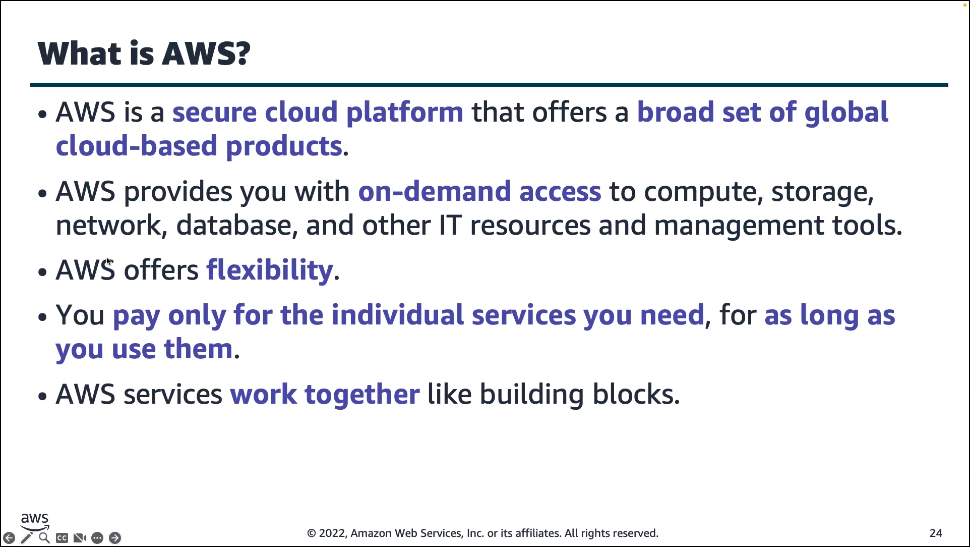 What is AWS?
• AWS is a secure cloud platform that offers a broad set of global
cloud-based products.
• AWS provides you with on-demand access to compute, storage,
network, database, and other IT resources and management tools.
• AWS offers flexibility.
• You pay only for the individual services you need, for as long as
you use them.
• AWS services work together like building blocks.
aws
CC
© 2022, Amazon Web Services, Inc. or its affiliates. All rights reserved.
24